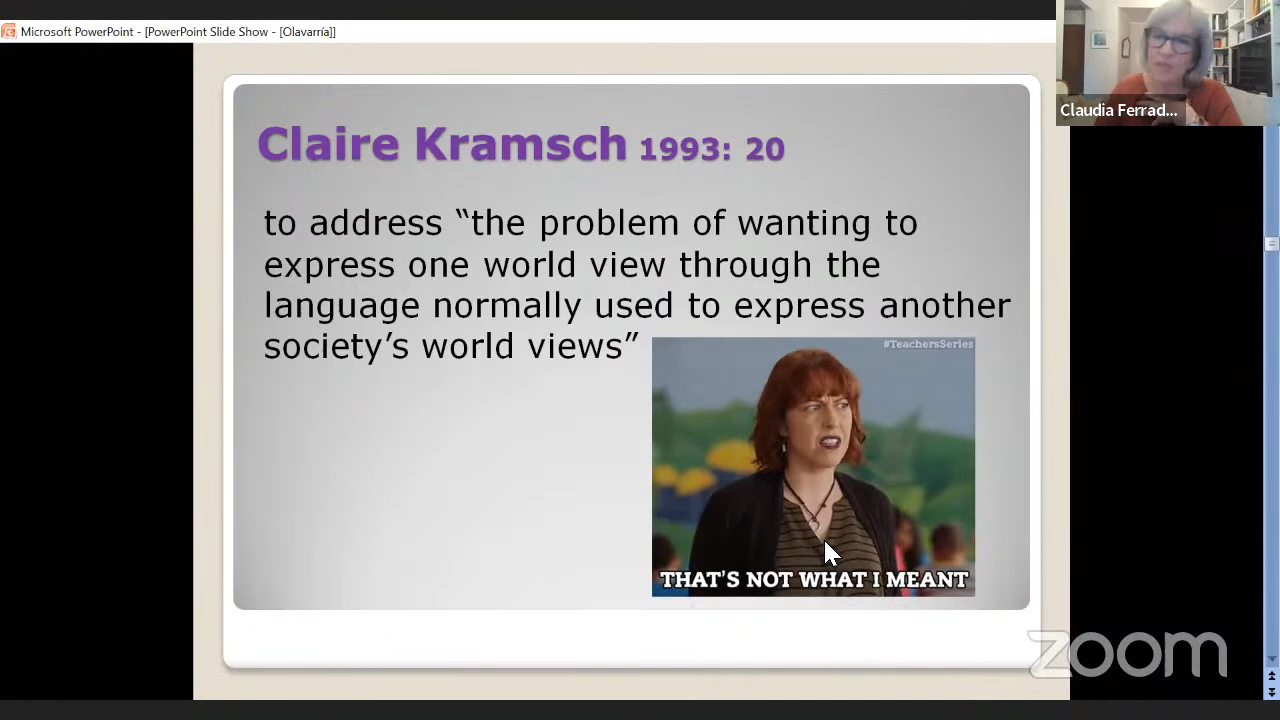 Microsoft PowerPoint - [PowerPoint Slide Show - [Olavarría]]
Claudia Ferrad...
Claire Kramsch 1993: 20
to address “the problem of wanting to
express one world view through the
language normally used to express another
society’s world views”
#TeachersSeries
THAT'S NOT WHAT I MEANT
zoom